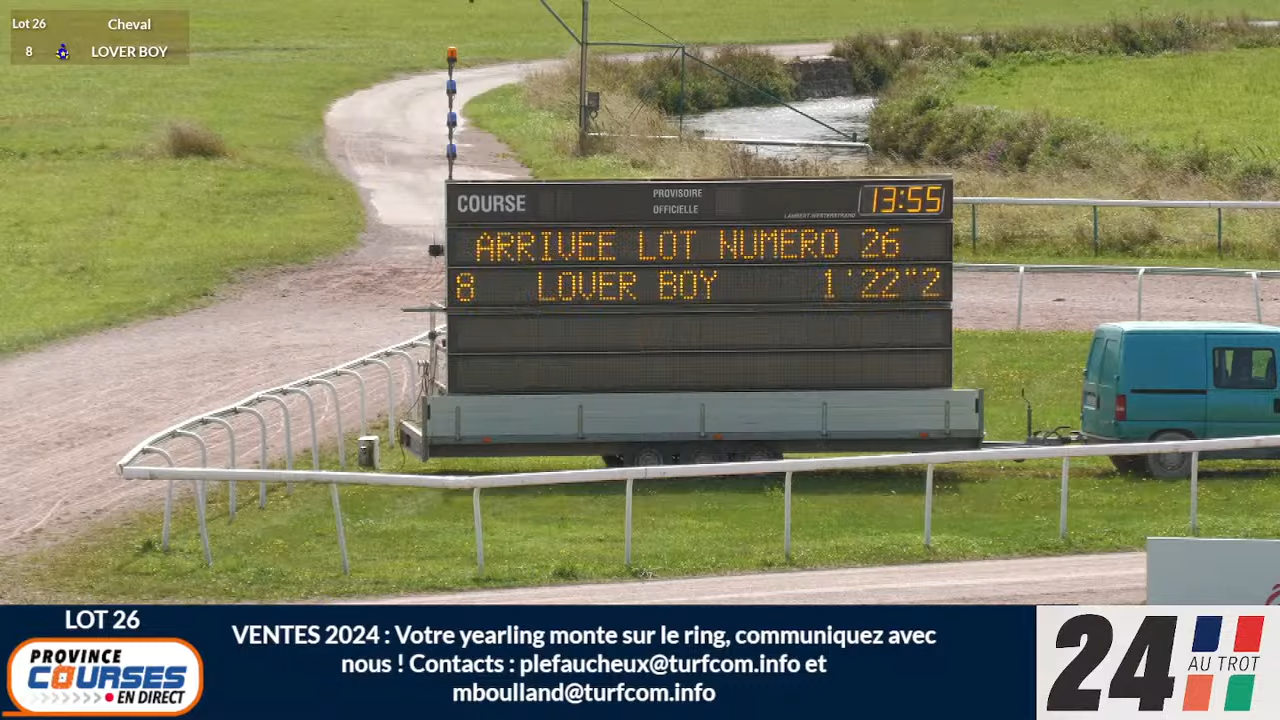 Lot 26 Cheval
8 LOVER BOY
COURSE
PROVISOIRE
OFFICIELLE
LAMBERT-WESTERSTRAND
13:55
ARRIVEE LOT NUMERO 26
8 LOVER BOY 1'22"2
LOT 26
PROVINCE
COURSES
EN DIRECT
VENTES 2024 : Votre yearling monte sur le ring, communiquez avec
nous ! Contacts : plefaucheux@turfcom.info et
mboulland@turfcom.info
24
AU TROT